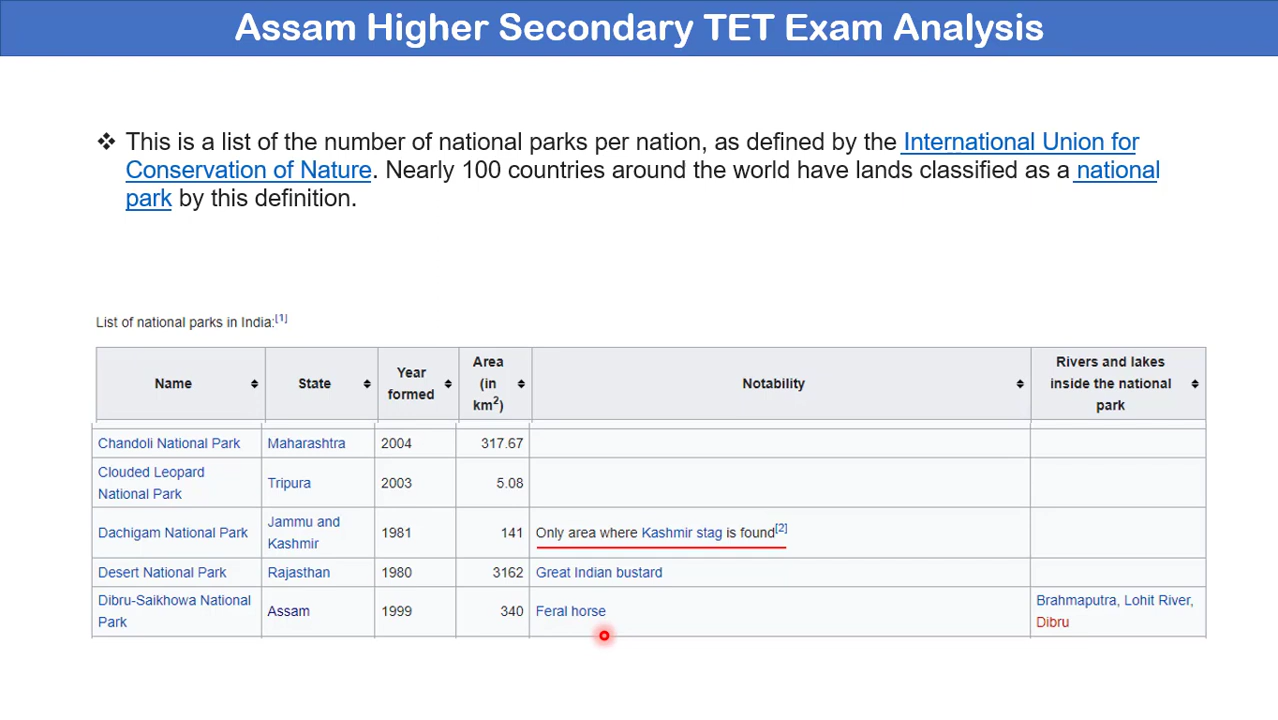 Assam Higher Secondary TET Exam Analysis
❖ This is a list of the number of national parks per nation, as defined by the International Union for
Conservation of Nature. Nearly 100 countries around the world have lands classified as a national
park by this definition.
List of national parks in India:[1]
Name State Year formed Area (in km²) Notability Rivers and lakes inside the national park
Chandoli National Park Maharashtra 2004 317.67
Clouded Leopard National Park Tripura 2003 5.08
Dachigam National Park Jammu and Kashmir 1981 141 Only area where Kashmir stag is found[2]
Desert National Park Rajasthan 1980 3162 Great Indian bustard
Dibru-Saikhowa National Park Assam 1999 340 Feral horse Brahmaputra, Lohit River, Dibru